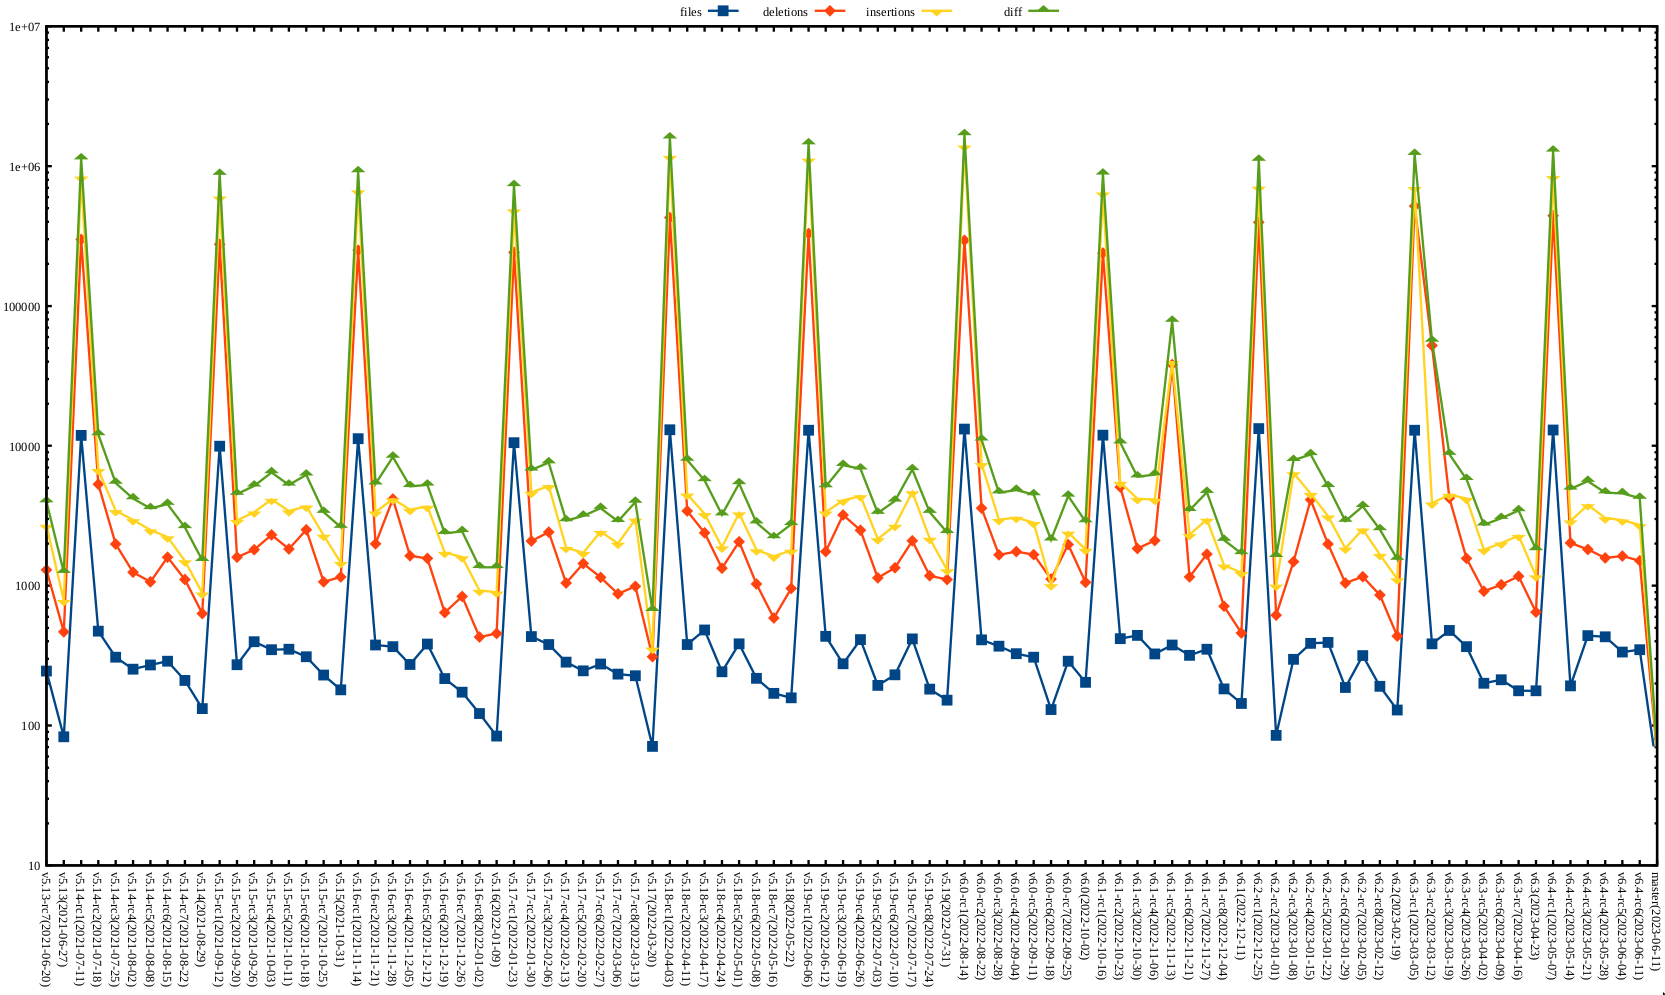 files
deletions
insertions
diff
1e+07
1e+06
100000
10000
1000
100
10
v5.13-rc7(2021-06-20)
v5.13(2021-06-27)
v5.14-rc1(2021-07-11)
v5.14-rc2(2021-07-18)
v5.14-rc3(2021-07-25)
v5.14-rc4(2021-08-02)
v5.14-rc5(2021-08-08)
v5.14-rc6(2021-08-15)
v5.14-rc7(2021-08-22)
v5.14(2021-08-29)
v5.15-rc1(2021-09-12)
v5.15-rc2(2021-09-20)
v5.15-rc3(2021-09-26)
v5.15-rc4(2021-10-03)
v5.15-rc5(2021-10-11)
v5.15-rc6(2021-10-18)
v5.15-rc7(2021-10-25)
v5.15(2021-10-31)
v5.16-rc1(2021-11-14)
v5.16-rc2(2021-11-21)
v5.16-rc3(2021-11-28)
v5.16-rc4(2021-12-05)
v5.16-rc5(2021-12-12)
v5.16-rc6(2021-12-19)
v5.16-rc7(2021-12-26)
v5.16-rc8(2022-01-02)
v5.16(2022-01-09)
v5.17-rc1(2022-01-23)
v5.17-rc2(2022-01-30)
v5.17-rc3(2022-02-06)
v5.17-rc4(2022-02-13)
v5.17-rc5(2022-02-20)
v5.17-rc6(2022-02-27)
v5.17-rc7(2022-03-06)
v5.17-rc8(2022-03-13)
v5.17(2022-03-20)
v5.18-rc1(2022-04-03)
v5.18-rc2(2022-04-11)
v5.18-rc3(2022-04-17)
v5.18-rc4(2022-04-24)
v5.18-rc5(2022-05-01)
v5.18-rc6(2022-05-08)
v5.18-rc7(2022-05-16)
v5.18(2022-05-22)
v5.19-rc1(2022-06-06)
v5.19-rc2(2022-06-12)
v5.19-rc3(2022-06-19)
v5.19-rc4(2022-06-26)
v5.19-rc5(2022-07-03)
v5.19-rc6(2022-07-10)
v5.19-rc7(2022-07-17)
v5.19-rc8(2022-07-24)
v5.19(2022-07-31)
v6.0-rc1(2022-08-14)
v6.0-rc2(2022-08-22)
v6.0-rc3(2022-08-28)
v6.0-rc4(2022-09-04)
v6.0-rc5(2022-09-11)
v6.0-rc6(2022-09-18)
v6.0-rc7(2022-09-25)
v6.0(2022-10-02)
v6.1-rc1(2022-10-16)
v6.1-rc2(2022-10-23)
v6.1-rc3(2022-10-30)
v6.1-rc4(2022-11-06)
v6.1-rc5(2022-11-13)
v6.1-rc6(2022-11-21)
v6.1-rc7(2022-11-27)
v6.1-rc8(2022-12-04)
v6.1(2022-12-11)
v6.2-rc1(2022-12-25)
v6.2-rc2(2023-01-01)
v6.2-rc3(2023-01-08)
v6.2-rc4(2023-01-15)
v6.2-rc5(2023-01-22)
v6.2-rc6(2023-01-29)
v6.2-rc7(2023-02-05)
v6.2-rc8(2023-02-12)
v6.2(2023-02-19)
v6.3-rc1(2023-03-05)
v6.3-rc2(2023-03-12)
v6.3-rc3(2023-03-19)
v6.3-rc4(2023-03-26)
v6.3-rc5(2023-04-02)
v6.3-rc6(2023-04-09)
v6.3-rc7(2023-04-16)
v6.3(2023-04-23)
v6.4-rc1(2023-05-07)
v6.4-rc2(2023-05-14)
v6.4-rc3(2023-05-21)
v6.4-rc4(2023-05-28)
v6.4-rc5(2023-06-04)
v6.4-rc6(2023-06-11)
master(2023-06-11)